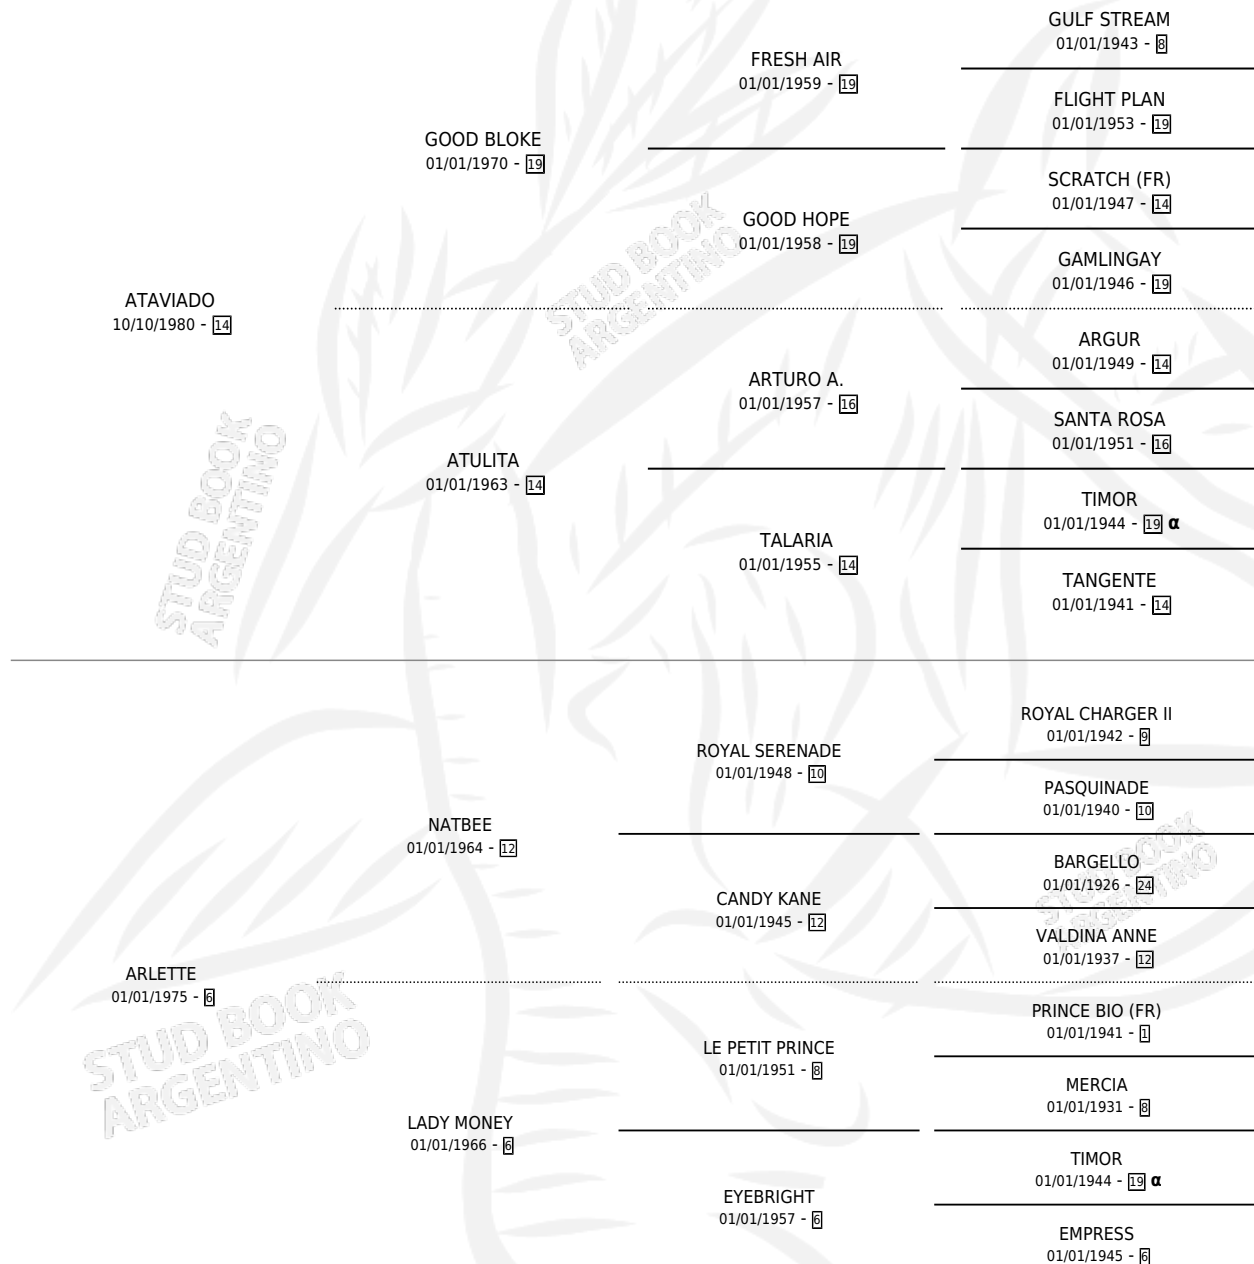 GULF STREAM
01/01/1943 - 8
FRESH AIR
01/01/1959 - 19
FLIGHT PLAN
01/01/1953 - 19
GOOD BLOKE
01/01/1970 - 19
SCRATCH (FR)
01/01/1947 - 14
GOOD HOPE
01/01/1958 - 19
GAMLINGAY
01/01/1946 - 19
ATAVIADO
10/10/1980 - 14
ARGUR
01/01/1949 - 14
ARTURO A.
01/01/1957 - 16
SANTA ROSA
01/01/1951 - 16
ATULITA
01/01/1963 - 14
TIMOR
01/01/1944 - 19 α
TALARIA
01/01/1955 - 14
TANGENTE
01/01/1941 - 14
ROYAL CHARGER II
01/01/1942 - 9
ROYAL SERENADE
01/01/1948 - 10
PASQUINADE
01/01/1940 - 10
NATBEE
01/01/1964 - 12
BARGELLO
01/01/1926 - 24
CANDY KANE
01/01/1945 - 12
VALDINA ANNE
01/01/1937 - 12
ARLETTE
01/01/1975 - 6
PRINCE BIO (FR)
01/01/1941 - 1
LE PETIT PRINCE
01/01/1951 - 8
MERCIA
01/01/1931 - 8
LADY MONEY
01/01/1966 - 6
TIMOR
01/01/1944 - 19 α
EYEBRIGHT
01/01/1957 - 6
EMPRESS
01/01/1945 - 6
STUD BOOK
ARGENTINO
STUD BOOK
ARGENTINO
STUD BOOK
ARGENTINO
STUD BOOK
ARGENTINO